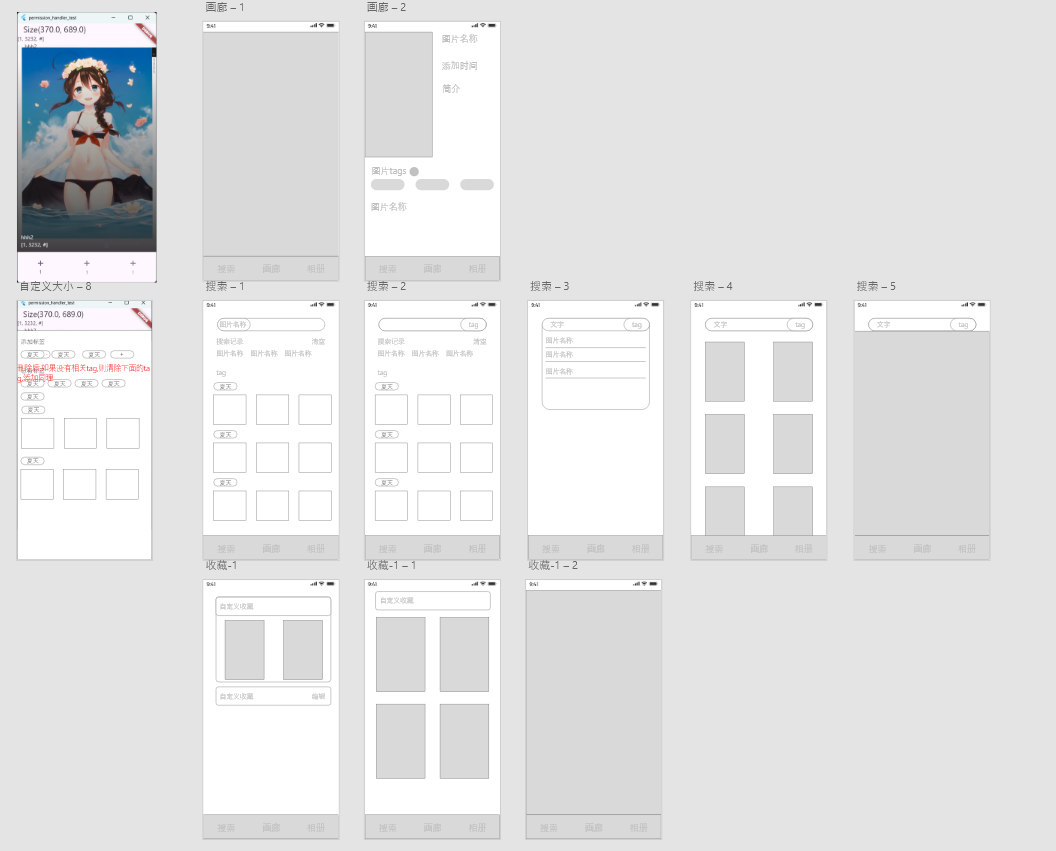 画廊 – 1
画廊 – 2
permission_handler_test
Size(370.0, 689.0)
[1, 3232, #]
hhh2
hhh2
[1, 3232, #]
+ + +
1 1 1
9:41
搜索 画廊 相册
9:41
图片名称
添加时间
简介
图片tags
图片名称
搜索 画廊 相册
自定义大小 – 8
搜索 – 1
搜索 – 2
搜索 – 3
搜索 – 4
搜索 – 5
permission_handler_test
Size(370.0, 689.0)
[1, 3232, #]
添加标签
夏天 夏天 夏天 +
删除后,如果没有相关tag,则清除下面的ta
g,添加同理
夏天 夏天 夏天 夏天
夏天
夏天
夏天
9:41
图片名称
搜索记录 清空
图片名称 图片名称 图片名称
tag
夏天
夏天
夏天
搜索 画廊 相册
9:41
tag
搜索记录 清空
图片名称 图片名称 图片名称
tag
夏天
夏天
夏天
搜索 画廊 相册
9:41
文字 tag
图片名称
图片名称
图片名称
搜索 画廊 相册
9:41
文字 tag
搜索 画廊 相册
9:41
文字 tag
搜索 画廊 相册
收藏-1
收藏-1 – 1
收藏-1 – 2
9:41
自定义收藏
自定义收藏 编辑
搜索 画廊 相册
9:41
自定义收藏
搜索 画廊 相册
9:41
搜索 画廊 相册